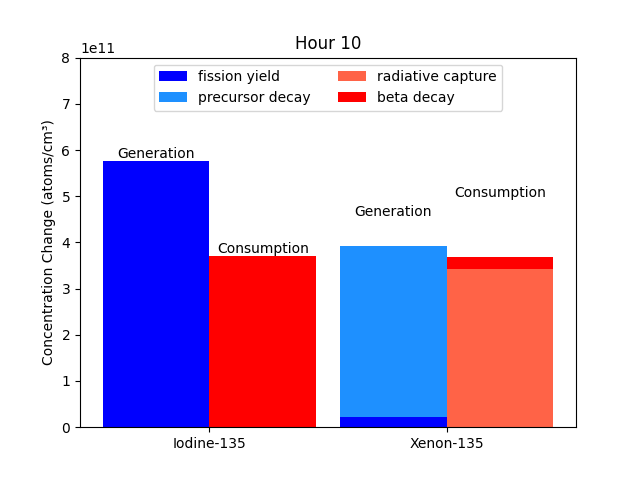 Hour 10
1e11
8
7
6
5
4
3
2
1
0
Concentration Change (atoms/cm³)
fission yield
precursor decay
radiative capture
beta decay
Generation
Consumption
Generation
Consumption
Iodine-135
Xenon-135